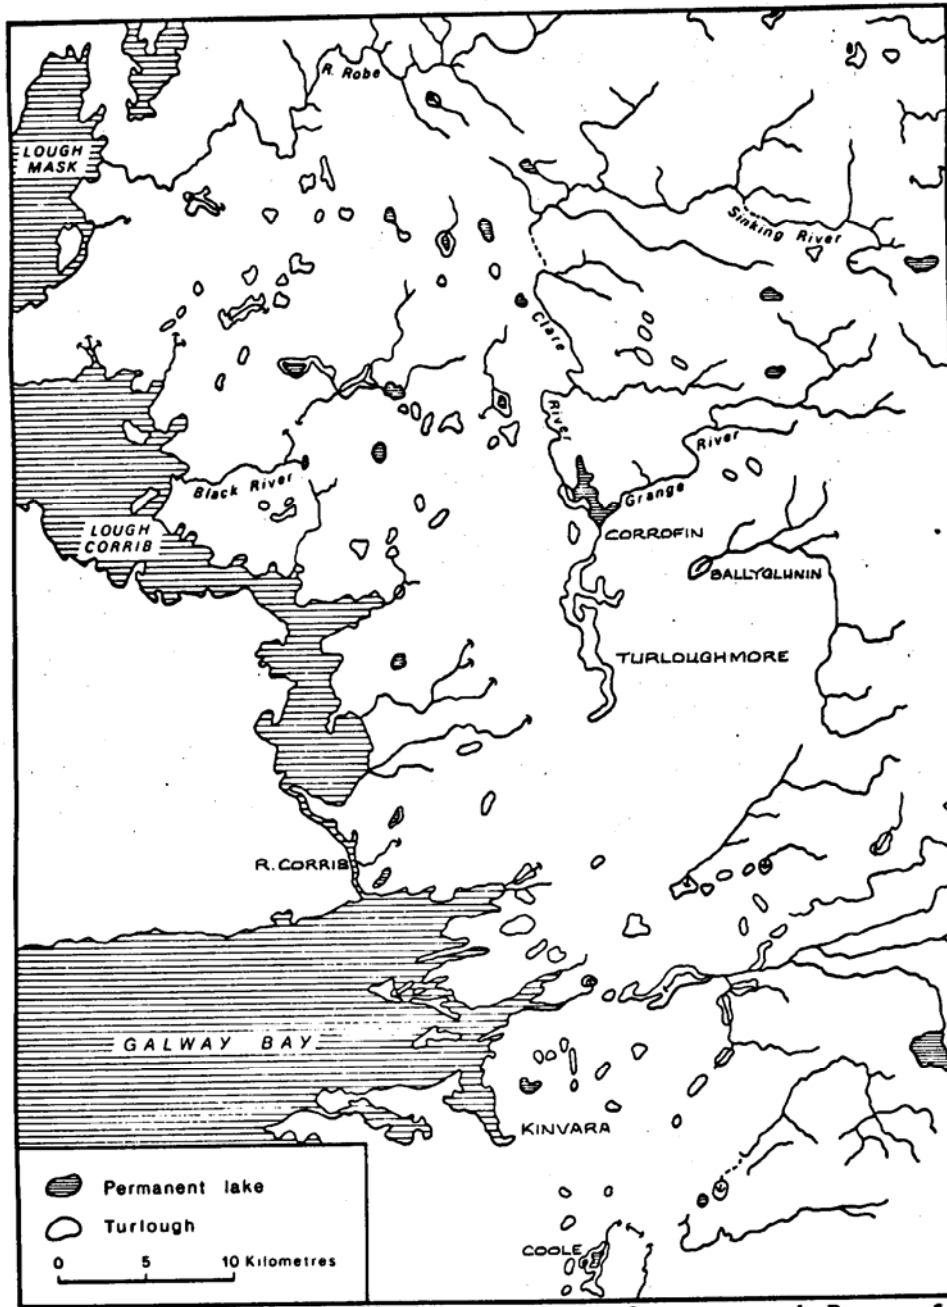 R. Robe
LOUGH
MASK
Sinking River
Clare
River
River
Black River
Grange
LOUGH
CORRIB
CORROFIN
BALLYGLUNIN
TURLOUGHMORE
R. CORRIB
GALWAY BAY
KINVARA
Permanent lake
Turlough
COOLE
0 5 10 Kilometres